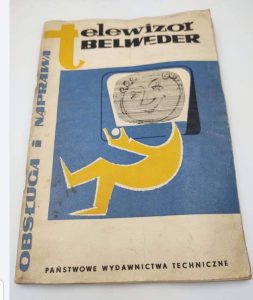 telewizor
BELWEDER
OBSŁUGA i NAPRAWA
PAŃSTWOWE WYDAWNICTWA TECHNICZNE